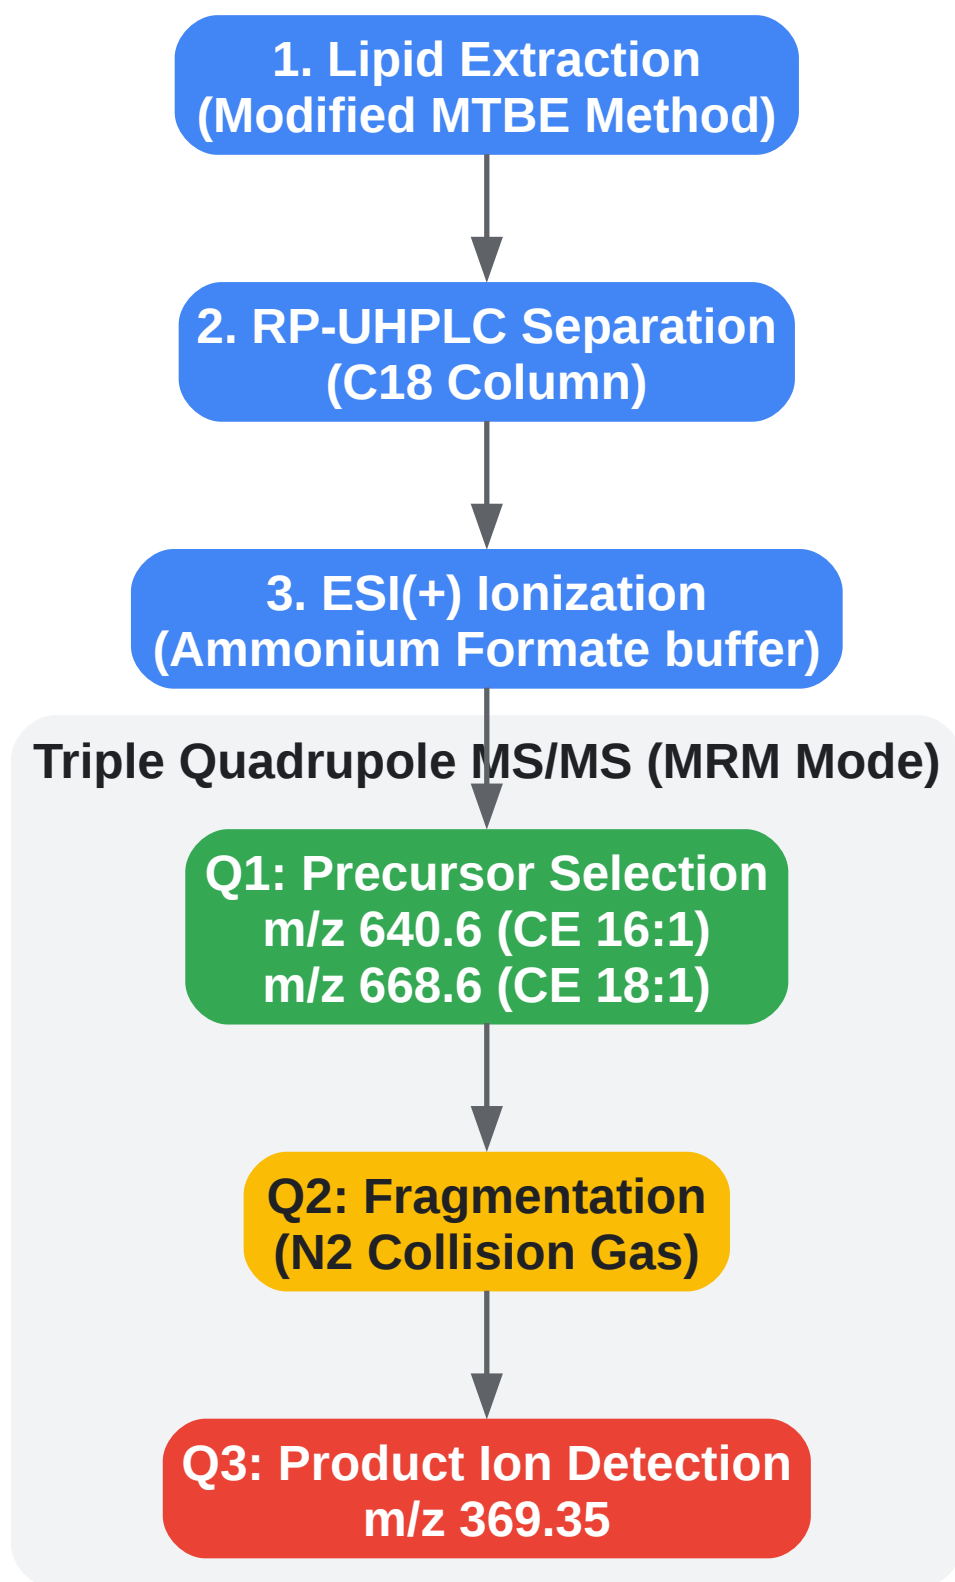 1. Lipid Extraction
(Modified MTBE Method)
2. RP-UHPLC Separation
(C18 Column)
3. ESI(+) Ionization
(Ammonium Formate buffer)
Triple Quadrupole MS/MS (MRM Mode)
Q1: Precursor Selection
m/z 640.6 (CE 16:1)
m/z 668.6 (CE 18:1)
Q2: Fragmentation
(N2 Collision Gas)
Q3: Product Ion Detection
m/z 369.35